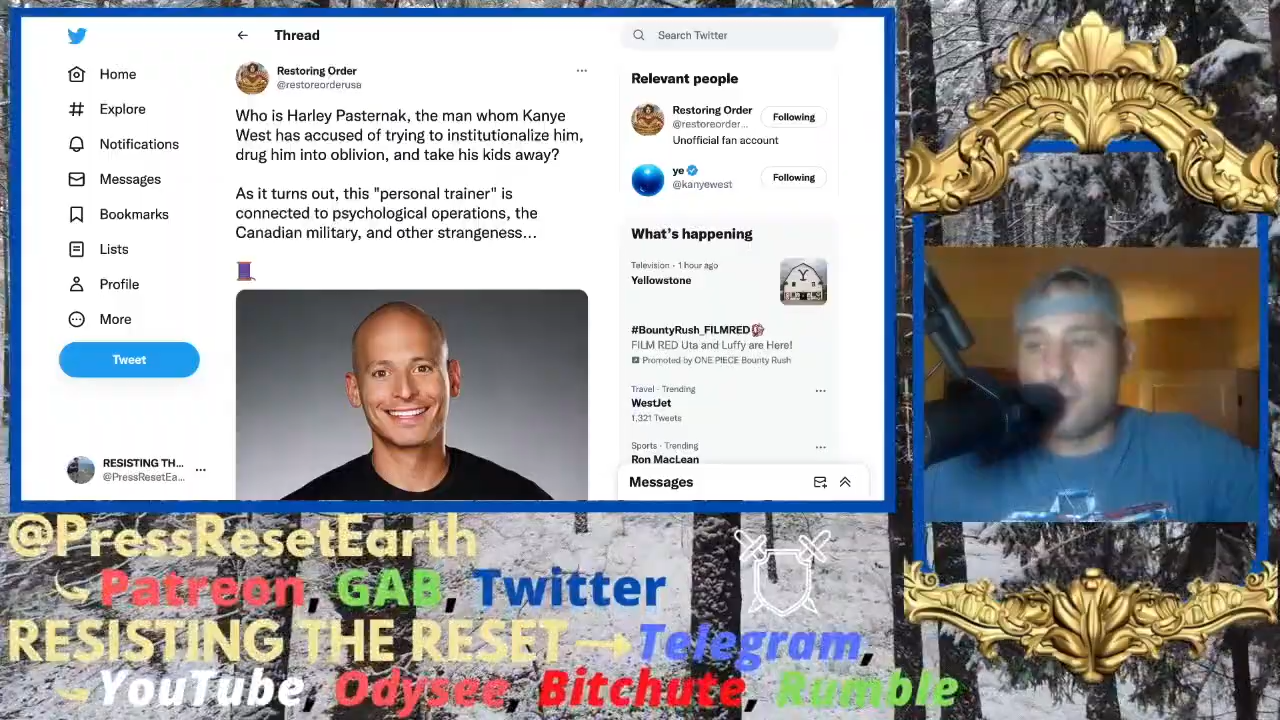 Thread
Search Twitter
Home
Explore
Notifications
Messages
Bookmarks
Lists
Profile
More
Tweet
RESISTING TH...
@PressResetEa...
Restoring Order
@restoreorderusa
Who is Harley Pasternak, the man whom Kanye
West has accused of trying to institutionalize him,
drug him into oblivion, and take his kids away?
As it turns out, this "personal trainer" is
connected to psychological operations, the
Canadian military, and other strangeness...
Relevant people
Restoring Order
@restoreorder...
Following
Unofficial fan account
ye
@kanyewest
Following
What's happening
Television · 1 hour ago
Yellowstone
#BountyRush_FILMRED
FILM RED Uta and Luffy are Here!
Promoted by ONE PIECE Bounty Rush
Travel · Trending
WestJet
1,321 Tweets
Sports · Trending
Ron MacLean
Messages
@PressResetEarth
Patreon, GAB, Twitter
RESISTING THE RESET → Telegram,
YouTube, Odysee, Bitchute, Rumble